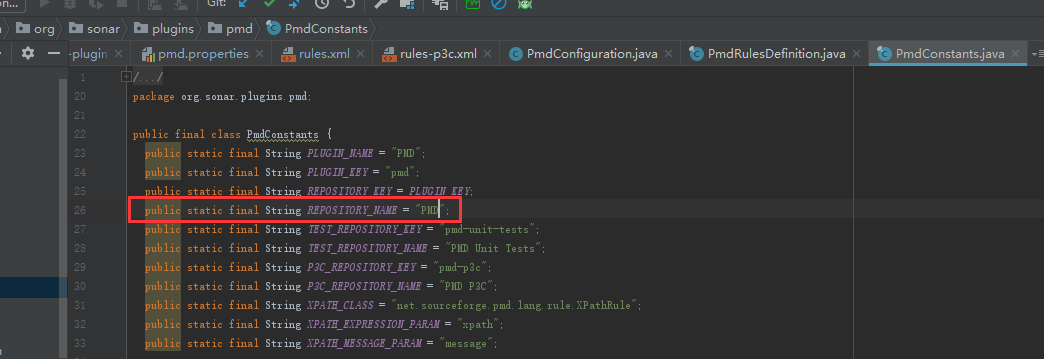 on...
Git:
org
sonar
plugins
pmd
PmdConstants
-plugin
pmd.properties
rules.xml
rules-p3c.xml
PmdConfiguration.java
PmdRulesDefinition.java
PmdConstants.java
1 /.../
20 package org.sonar.plugins.pmd;
21
22 public final class PmdConstants {
23 public static final String PLUGIN_NAME = "PMD";
24 public static final String PLUGIN_KEY = "pmd";
25 public static final String REPOSITORY_KEY = PLUGIN_KEY;
26 public static final String REPOSITORY_NAME = "PMD";
27 public static final String TEST_REPOSITORY_KEY = "pmd-unit-tests";
28 public static final String TEST_REPOSITORY_NAME = "PMD Unit Tests";
29 public static final String P3C_REPOSITORY_KEY = "pmd-p3c";
30 public static final String P3C_REPOSITORY_NAME = "PMD P3C";
31 public static final String XPATH_CLASS = "net.sourceforge.pmd.lang.rule.XPathRule";
32 public static final String XPATH_EXPRESSION_PARAM = "xpath";
33 public static final String XPATH_MESSAGE_PARAM = "message";